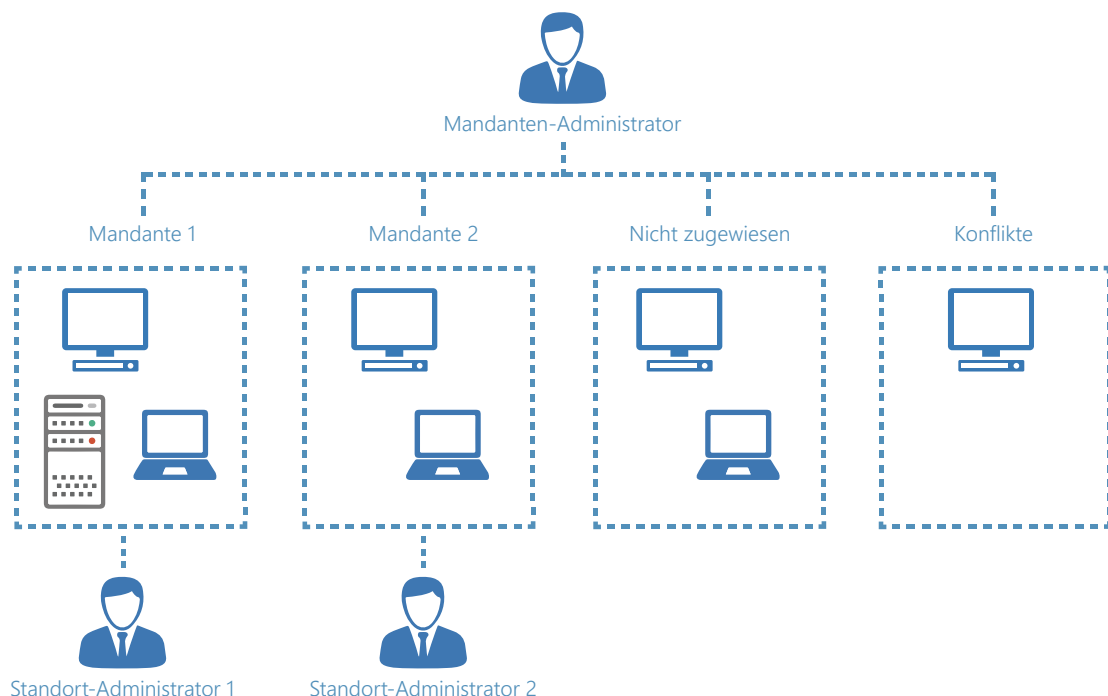 Mandanten-Administrator
Mandante 1
Mandante 2
Nicht zugewiesen
Konflikte
Standort-Administrator 1
Standort-Administrator 2